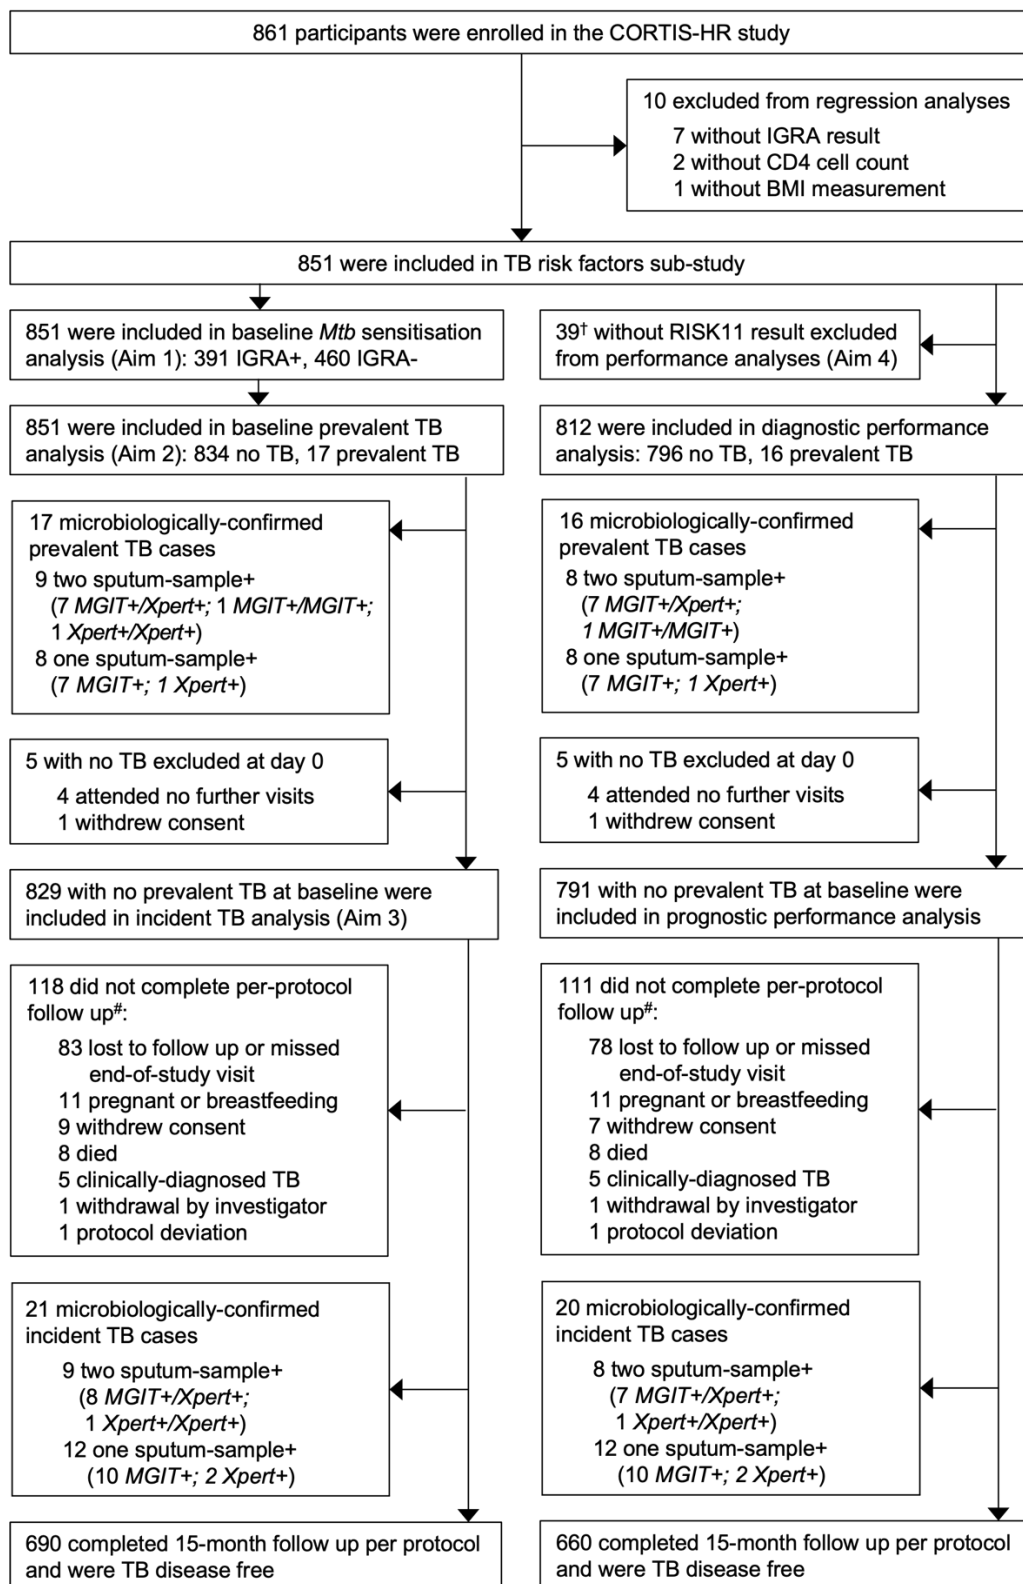 861 participants were enrolled in the CORTIS-HR study
10 excluded from regression analyses
7 without IGRA result
2 without CD4 cell count
1 without BMI measurement
851 were included in TB risk factors sub-study
851 were included in baseline Mtb sensitisation
analysis (Aim 1): 391 IGRA+, 460 IGRA-
39† without RISK11 result excluded
from performance analyses (Aim 4)
851 were included in baseline prevalent TB
analysis (Aim 2): 834 no TB, 17 prevalent TB
812 were included in diagnostic performance
analysis: 796 no TB, 16 prevalent TB
17 microbiologically-confirmed
prevalent TB cases
9 two sputum-sample+
(7 MGIT+/Xpert+; 1 MGIT+/MGIT+;
1 Xpert+/Xpert+)
8 one sputum-sample+
(7 MGIT+; 1 Xpert+)
16 microbiologically-confirmed
prevalent TB cases
8 two sputum-sample+
(7 MGIT+/Xpert+;
1 MGIT+/MGIT+)
8 one sputum-sample+
(7 MGIT+; 1 Xpert+)
5 with no TB excluded at day 0
4 attended no further visits
1 withdrew consent
5 with no TB excluded at day 0
4 attended no further visits
1 withdrew consent
829 with no prevalent TB at baseline were
included in incident TB analysis (Aim 3)
791 with no prevalent TB at baseline were
included in prognostic performance analysis
118 did not complete per-protocol
follow up#:
83 lost to follow up or missed
end-of-study visit
11 pregnant or breastfeeding
9 withdrew consent
8 died
5 clinically-diagnosed TB
1 withdrawal by investigator
1 protocol deviation
111 did not complete per-protocol
follow up#:
78 lost to follow up or missed
end-of-study visit
11 pregnant or breastfeeding
7 withdrew consent
8 died
5 clinically-diagnosed TB
1 withdrawal by investigator
1 protocol deviation
21 microbiologically-confirmed
incident TB cases
9 two sputum-sample+
(8 MGIT+/Xpert+;
1 Xpert+/Xpert+)
12 one sputum-sample+
(10 MGIT+; 2 Xpert+)
20 microbiologically-confirmed
incident TB cases
8 two sputum-sample+
(7 MGIT+/Xpert+;
1 Xpert+/Xpert+)
12 one sputum-sample+
(10 MGIT+; 2 Xpert+)
690 completed 15-month follow up per protocol
and were TB disease free
660 completed 15-month follow up per protocol
and were TB disease free